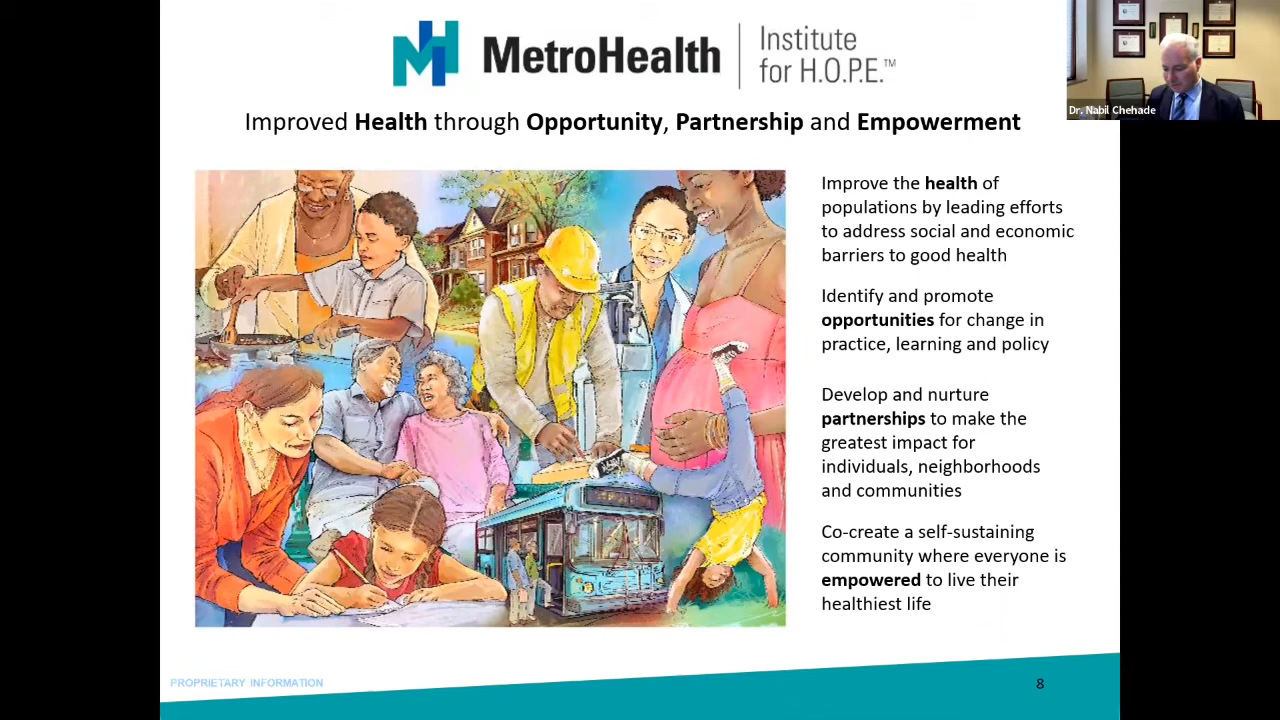 MetroHealth
Institute
for H.O.P.E.™
Dr. Nabil Chehade
Improved Health through Opportunity, Partnership and Empowerment
Improve the health of
populations by leading efforts
to address social and economic
barriers to good health
Identify and promote
opportunities for change in
practice, learning and policy
Develop and nurture
partnerships to make the
greatest impact for
individuals, neighborhoods
and communities
Co-create a self-sustaining
community where everyone is
empowered to live their
healthiest life
PROPRIETARY INFORMATION
8